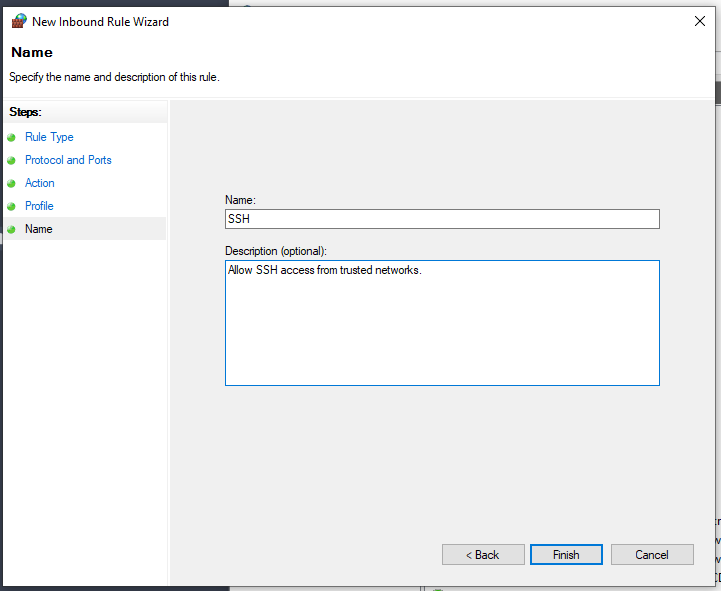 New Inbound Rule Wizard
Name
Specify the name and description of this rule.
Steps:
Rule Type
Protocol and Ports
Action
Profile
Name
Name:
SSH
Description (optional):
Allow SSH access from trusted networks.
< Back
Finish
Cancel